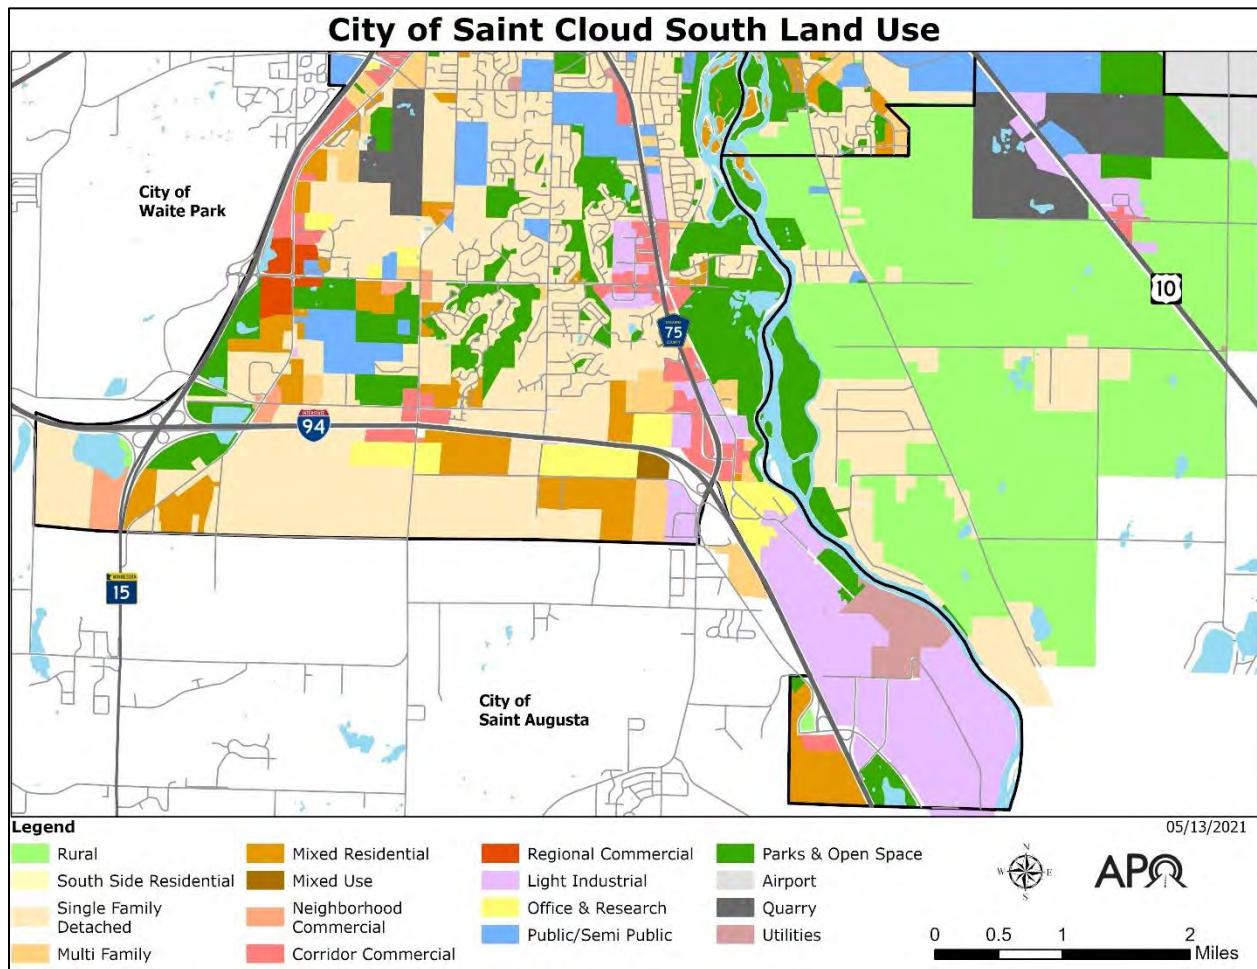 City of Saint Cloud South Land Use
City of
Waite Park
10
75
COUNTY
INTERSTATE
94
MINNESOTA
15
City of
Saint Augusta
Legend
05/13/2021
Rural
South Side Residential
Single Family
Detached
Multi Family
Mixed Residential
Mixed Use
Neighborhood
Commercial
Corridor Commercial
Regional Commercial
Light Industrial
Office & Research
Public/Semi Public
Parks & Open Space
Airport
Quarry
Utilities
N
W
E
S
APO
0
0.5
1
2
Miles